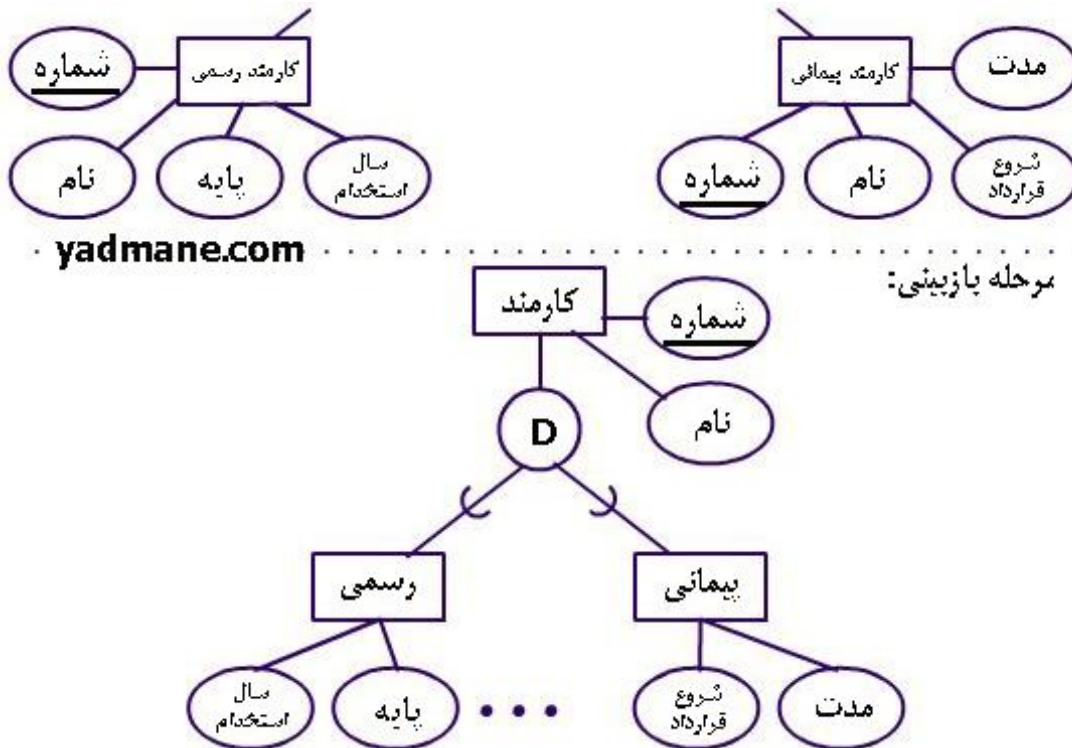 شماره
کارمند رسمی
کارمند پیمانی
مدت
نام
پایه
سال
استخدام
شماره
نام
شروع
قرارداد
yadmane.com
مرحله بازبینی:
کارمند
شماره
نام
D
رسمی
پیمانی
سال
استخدام
پایه
شروع
قرارداد
مدت